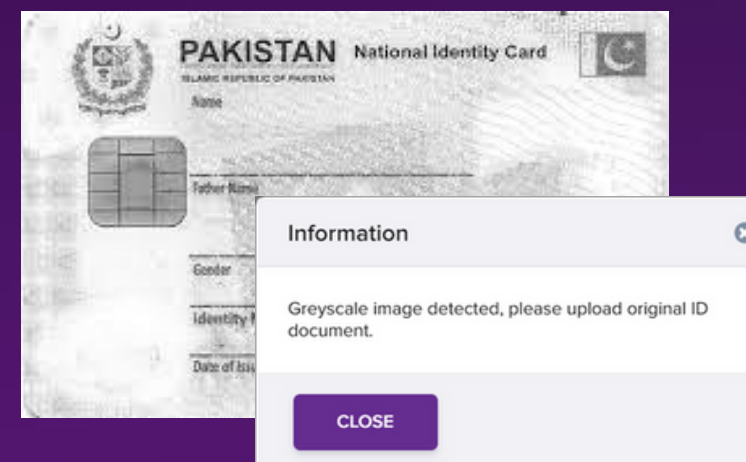 PAKISTAN National Identity Card
ISLAMIC REPUBLIC OF PAKISTAN
Name
Father Name
Gender
Identity
Date of Issu
Information
Greyscale image detected, please upload original ID
document.
CLOSE